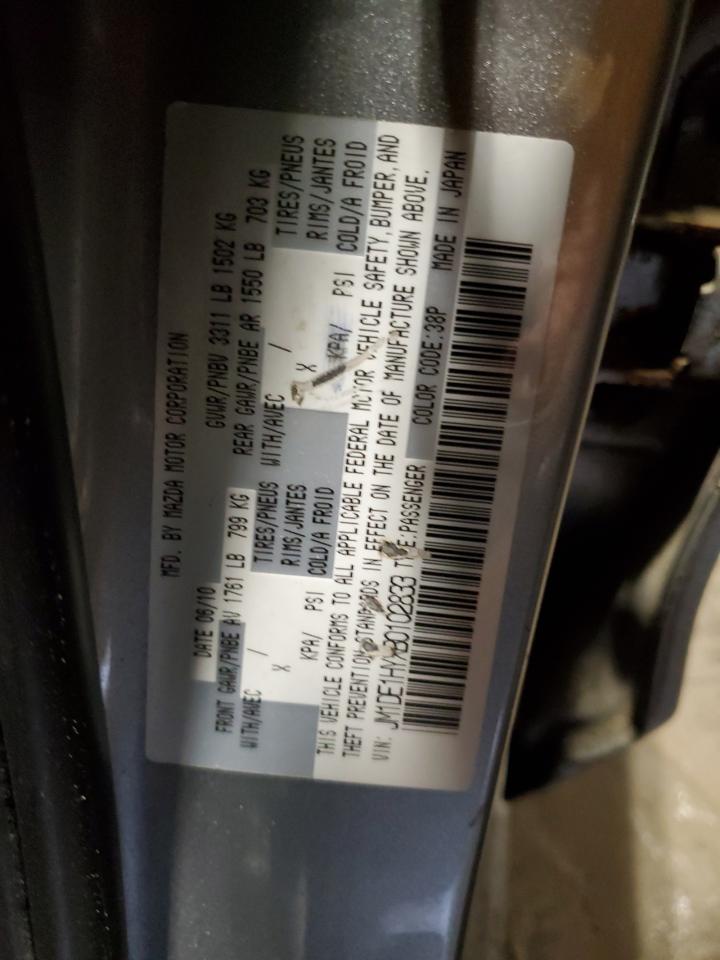 MFD. BY MAZDA MOTOR CORPORATION
DATE 06/10 GVWR/PNBV 3311 LB 1502 KG
FRONT GAWR/PNBE AV 1761 LB 799 KG REAR GAWR/PNBE AR 1550 LB 703 KG
WITH/AVEC / TIRES/PNEUS WITH/AVEC / TIRES/PNEUS
X RIMS/JANTES X RIMS/JANTES
KPA/ PSI COLD/A FROID KPA/ PSI COLD/A FROID
THIS VEHICLE CONFORMS TO ALL APPLICABLE FEDERAL MOTOR VEHICLE SAFETY, BUMPER, AND
THEFT PREVENTION STANDARDS IN EFFECT ON THE DATE OF MANUFACTURE SHOWN ABOVE.
VIN: JM1DE1HYXB0102833 TYPE:PASSENGER COLOR CODE:38P MADE IN JAPAN